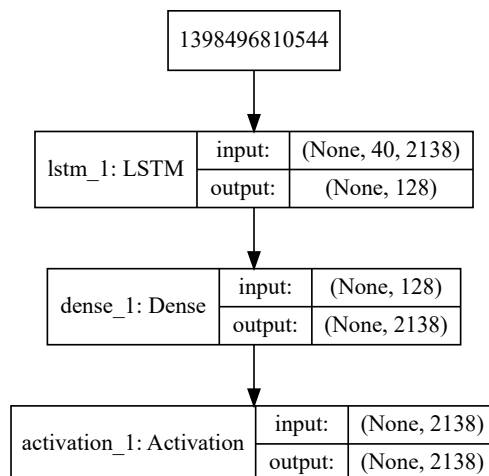 1398496810544
lstm_1: LSTM
input:
(None, 40, 2138)
output:
(None, 128)
dense_1: Dense
input:
(None, 128)
output:
(None, 2138)
activation_1: Activation
input:
(None, 2138)
output:
(None, 2138)